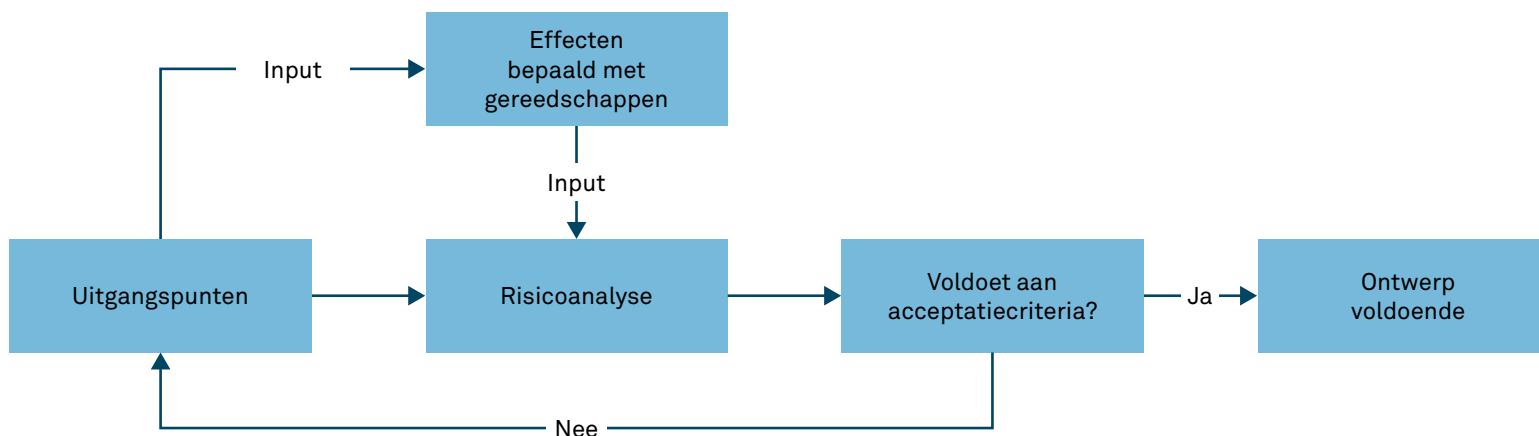 Effecten
bepaald met
gereedschappen
Input
Input
Uitgangspunten
Risicoanalyse
Voldoet aan
acceptatiecriteria?
Ja
Ontwerp
voldoende
Nee